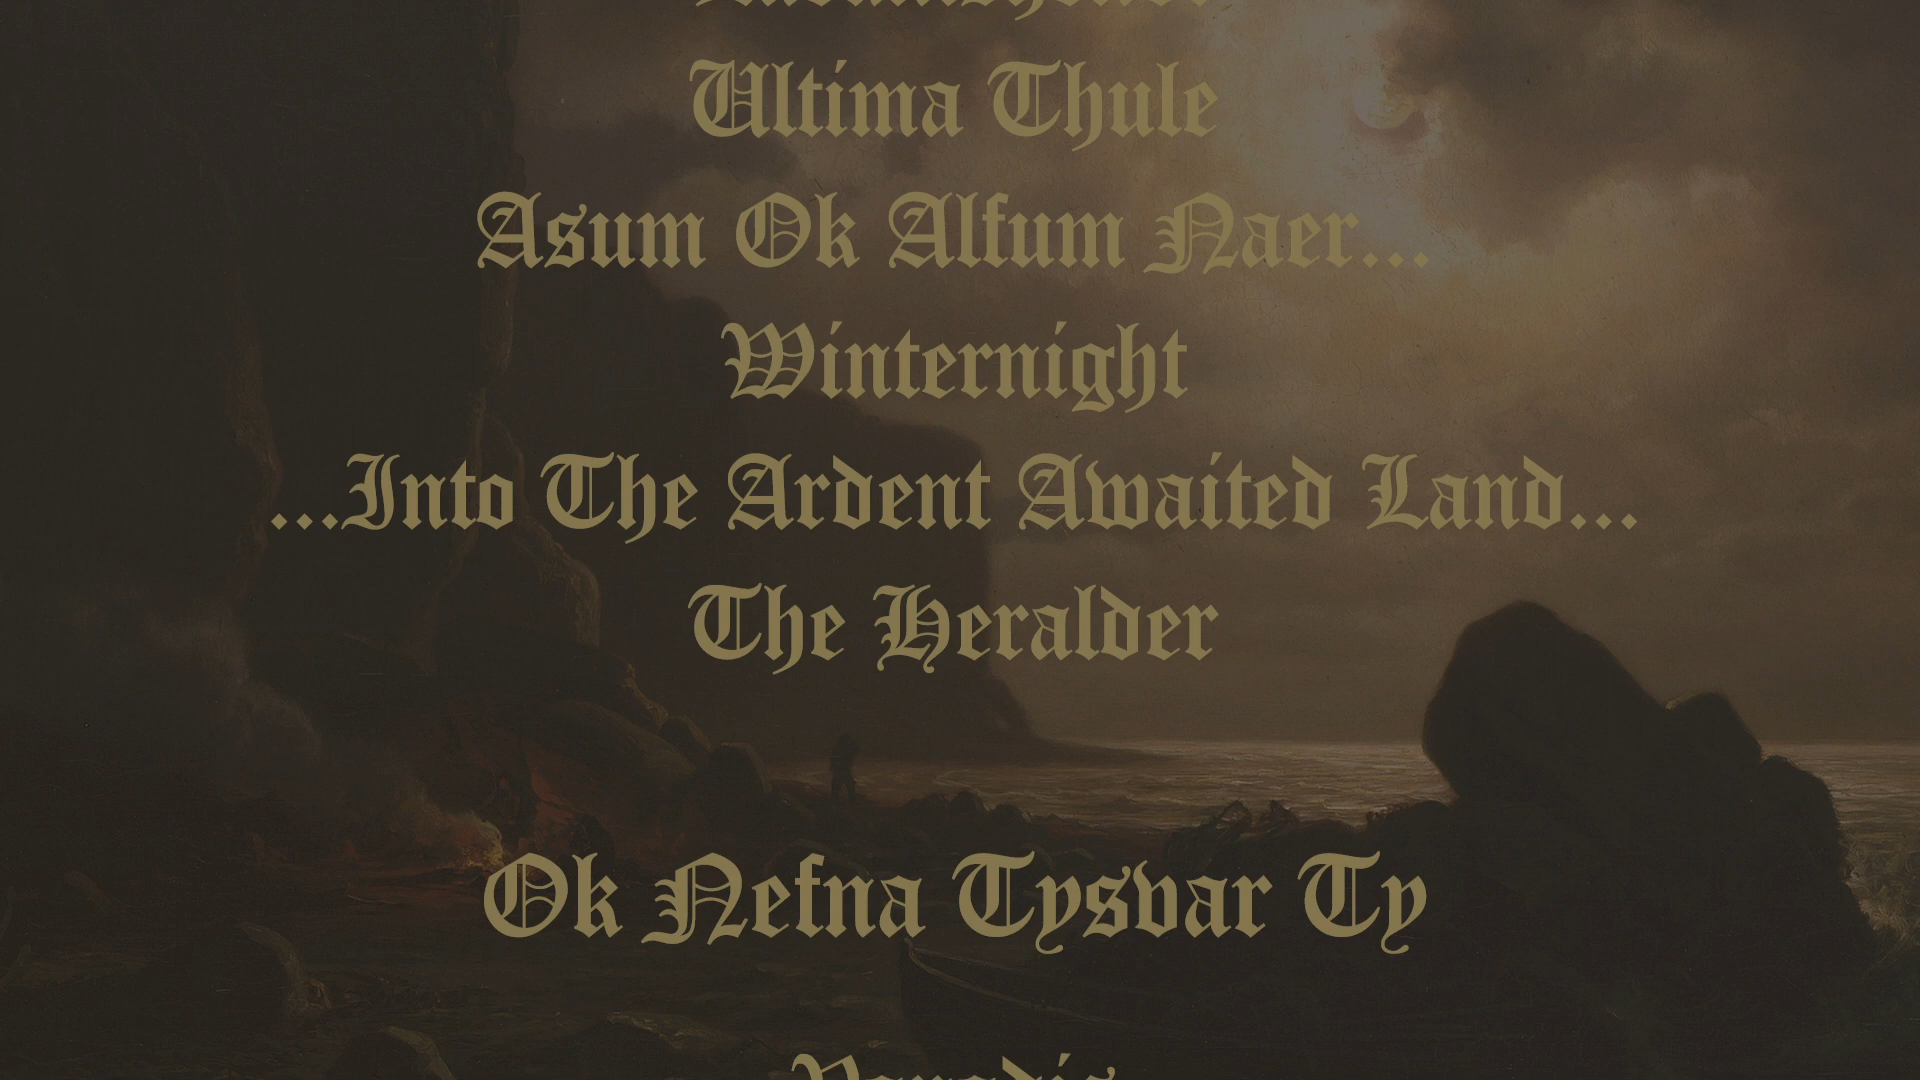 Ultima Thule
Asum Ok Alfum Naer...
Winternight
...Into The Ardent Awaited Land...
The Heralder
Ok Nefna Tysvar Ty